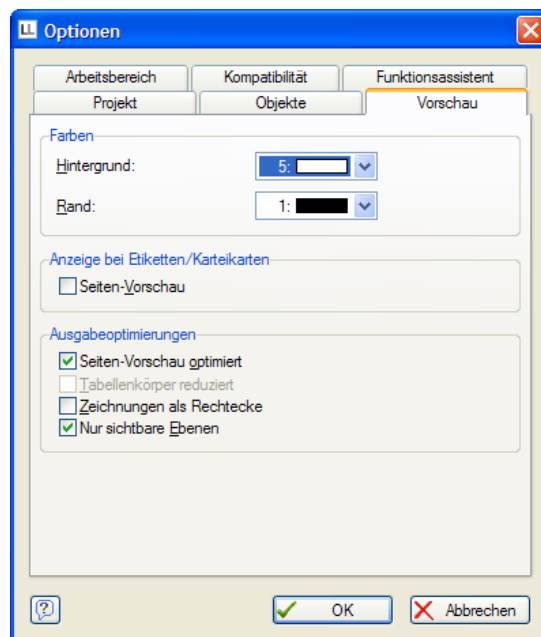 LL Optionen
Arbeitsbereich Kompatibilität Funktionsassistent
Projekt Objekte Vorschau
Farben
Hintergrund: 5:
Rand: 1:
Anzeige bei Etiketten/Karteikarten
Seiten-Vorschau
Ausgabeoptimierungen
Seiten-Vorschau optimiert
Tabellenkörper reduziert
Zeichnungen als Rechtecke
Nur sichtbare Ebenen
? OK Abbrechen